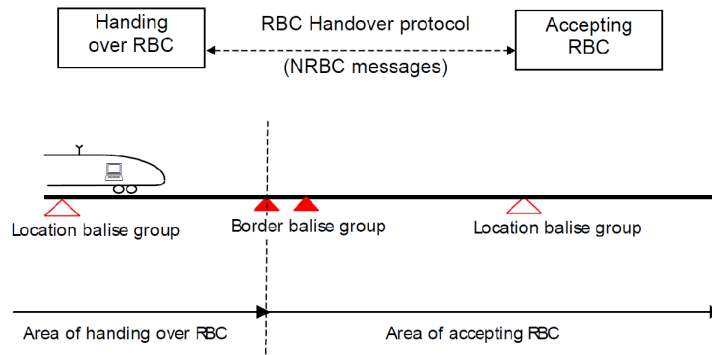 Handing
over RBC
RBC Handover protocol
(NRBC messages)
Accepting
RBC
Location balise group
Border balise group
Location balise group
Area of handing over RBC
Area of accepting RBC